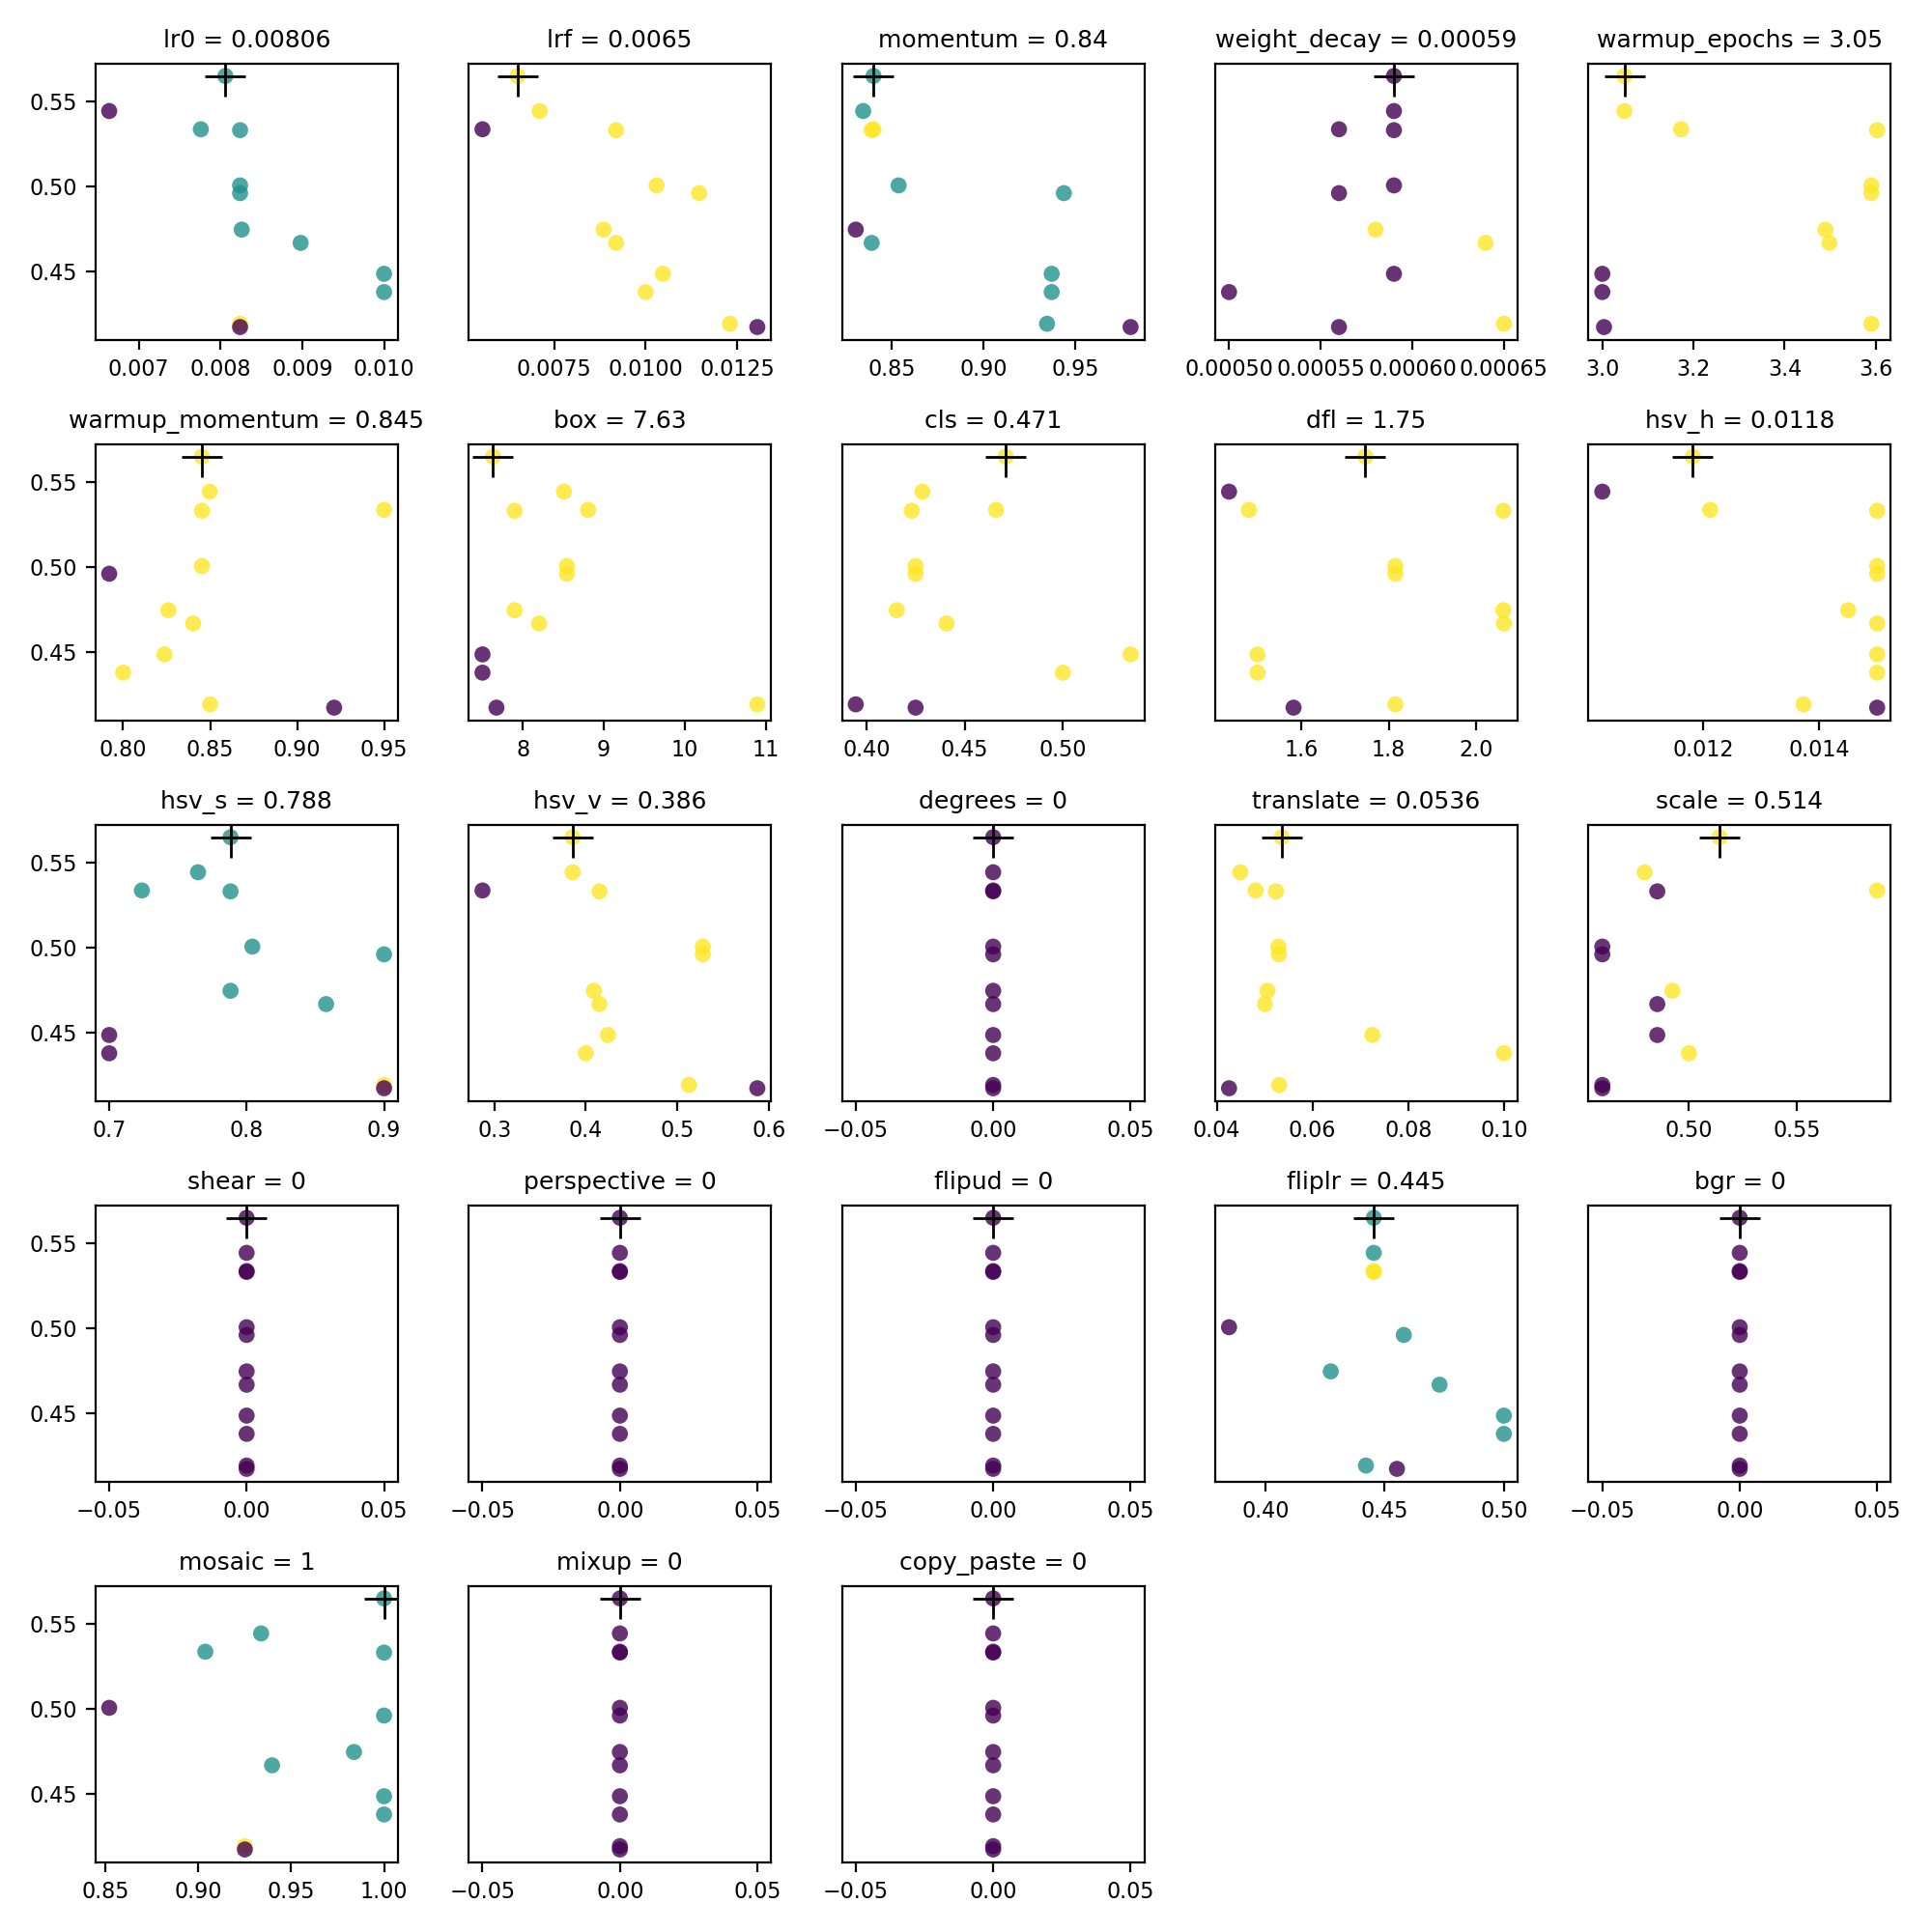 lr0 = 0.00806 lrf = 0.0065 momentum = 0.84 weight_decay = 0.00059 warmup_epochs = 3.05
0.55
0.50
0.45
0.007 0.008 0.009 0.010 0.0075 0.0100 0.0125 0.85 0.90 0.95 0.00050 0.00055 0.00060 0.00065 3.0 3.2 3.4 3.6
warmup_momentum = 0.845 box = 7.63 cls = 0.471 dfl = 1.75 hsv_h = 0.0118
0.55
0.50
0.45
0.80 0.85 0.90 0.95 8 9 10 11 0.40 0.45 0.50 1.6 1.8 2.0 0.012 0.014
hsv_s = 0.788 hsv_v = 0.386 degrees = 0 translate = 0.0536 scale = 0.514
0.55
0.50
0.45
0.7 0.8 0.9 0.3 0.4 0.5 0.6 −0.05 0.00 0.05 0.04 0.06 0.08 0.10 0.50 0.55
shear = 0 perspective = 0 flipud = 0 fliplr = 0.445 bgr = 0
0.55
0.50
0.45
−0.05 0.00 0.05 −0.05 0.00 0.05 −0.05 0.00 0.05 0.40 0.45 0.50 −0.05 0.00 0.05
mosaic = 1 mixup = 0 copy_paste = 0
0.55
0.50
0.45
0.85 0.90 0.95 1.00 −0.05 0.00 0.05 −0.05 0.00 0.05